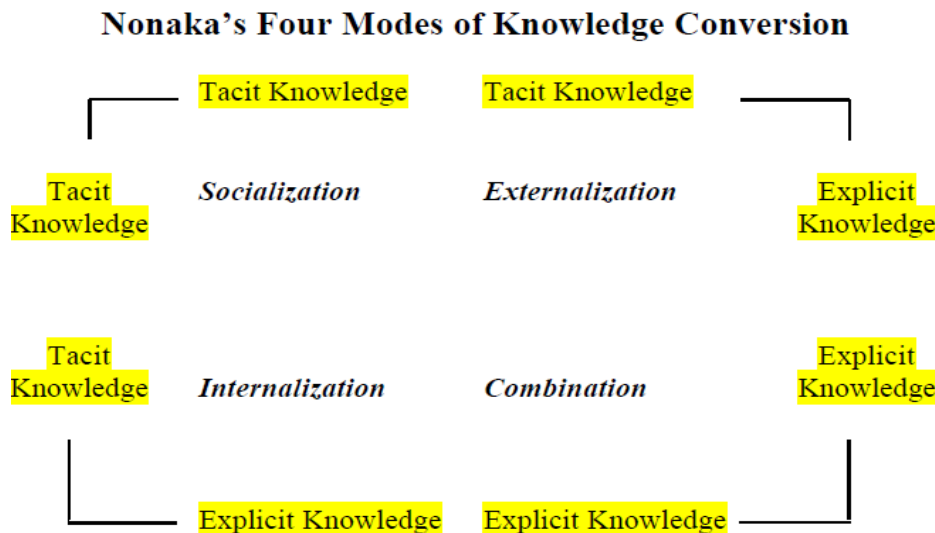 Nonaka’s Four Modes of Knowledge Conversion
Tacit Knowledge Tacit Knowledge
Tacit Socialization Externalization Explicit
Knowledge Knowledge
Tacit Explicit
Knowledge Internalization Combination Knowledge
Explicit Knowledge Explicit Knowledge